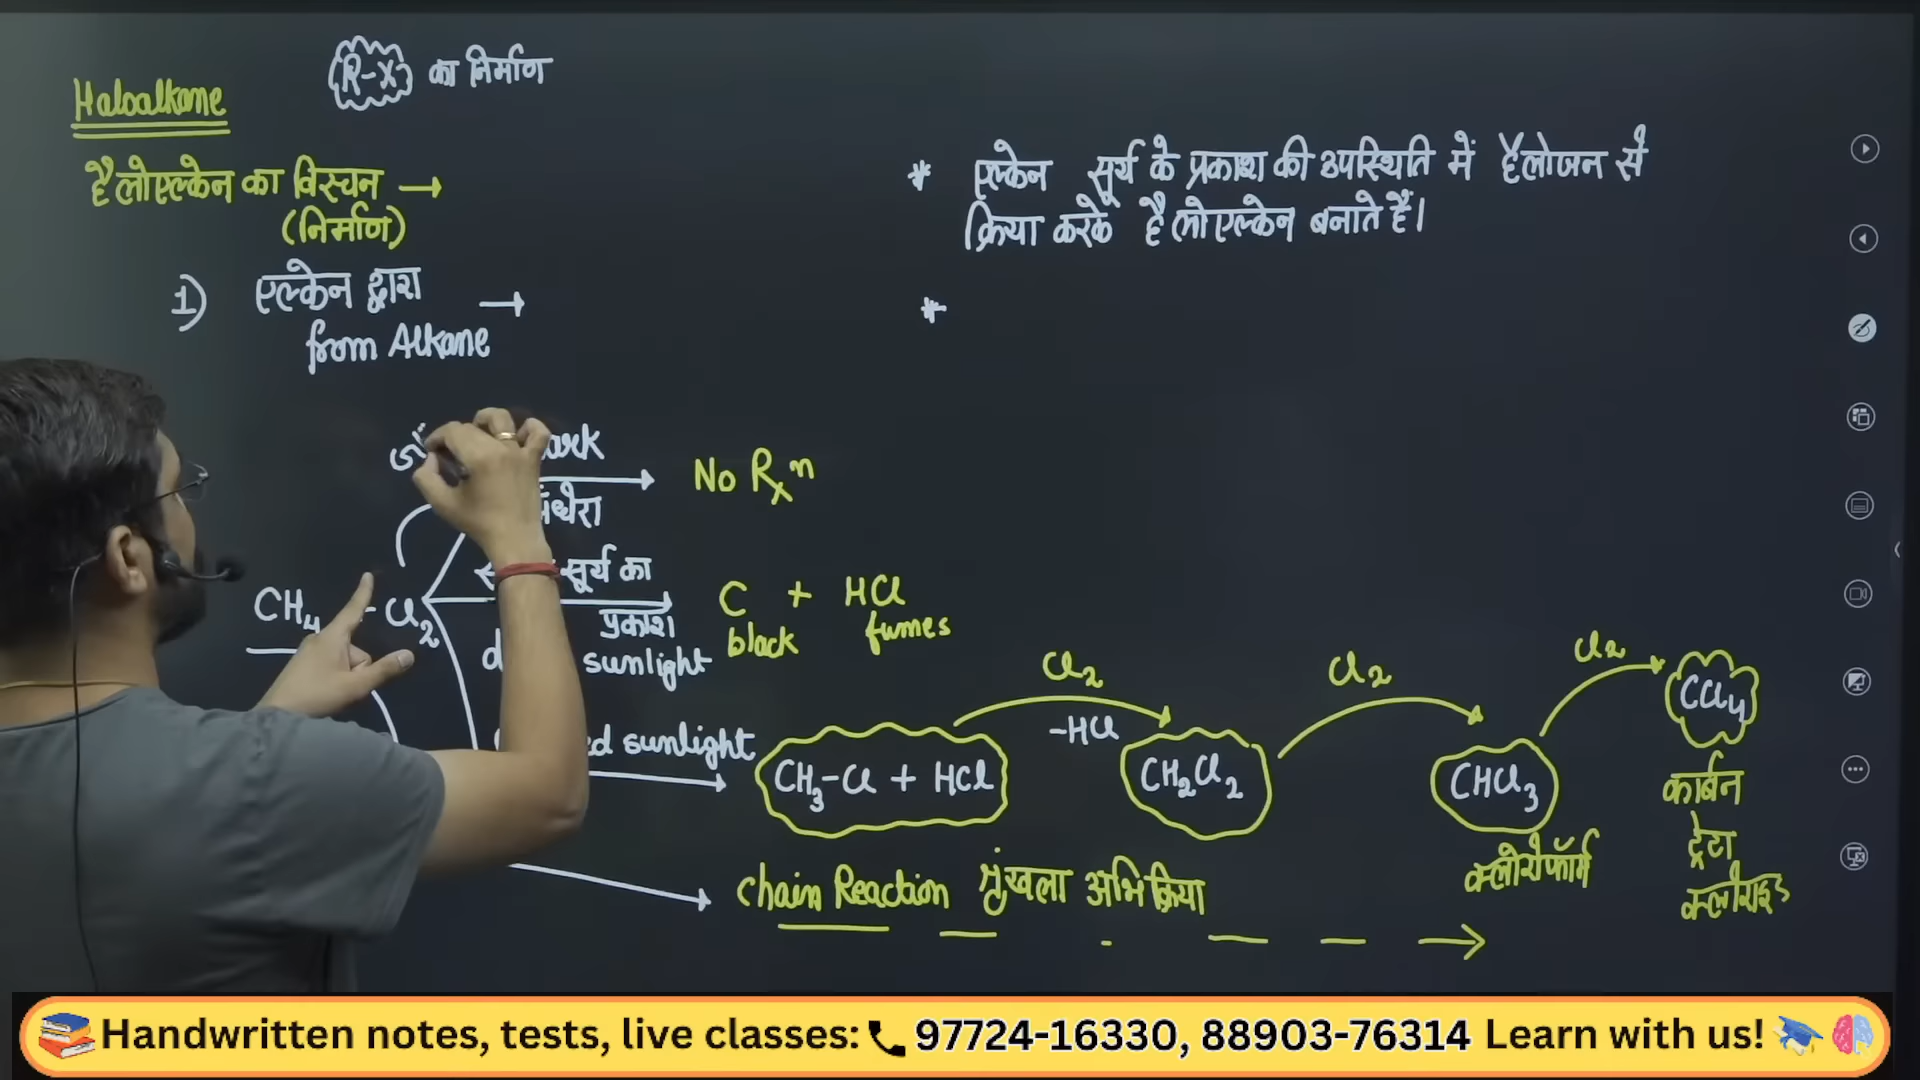 R-X का निर्माण
Haloalkane
हैलोएल्केन का विरचन →
(निर्माण)
1) एल्केन द्वारा →
from Alkane
* एल्केन सूर्य के प्रकाश की उपस्थिति में हैलोजन से
क्रिया करके हैलोएल्केन बनाते हैं।
*
No Rxn
CH4 Cl2
सूर्य का
प्रकाश
sunlight
C + HCl
black fumes
sunlight
CH3-Cl + HCl
Cl2
-HCl
CH2Cl2
Cl2
CHCl3
क्लोरोफॉर्म
Cl2
CCl4
कार्बन
टेट्रा
क्लोराइड
Chain Reaction श्रृंखला अभिक्रिया
Handwritten notes, tests, live classes: 97724-16330, 88903-76314 Learn with us!